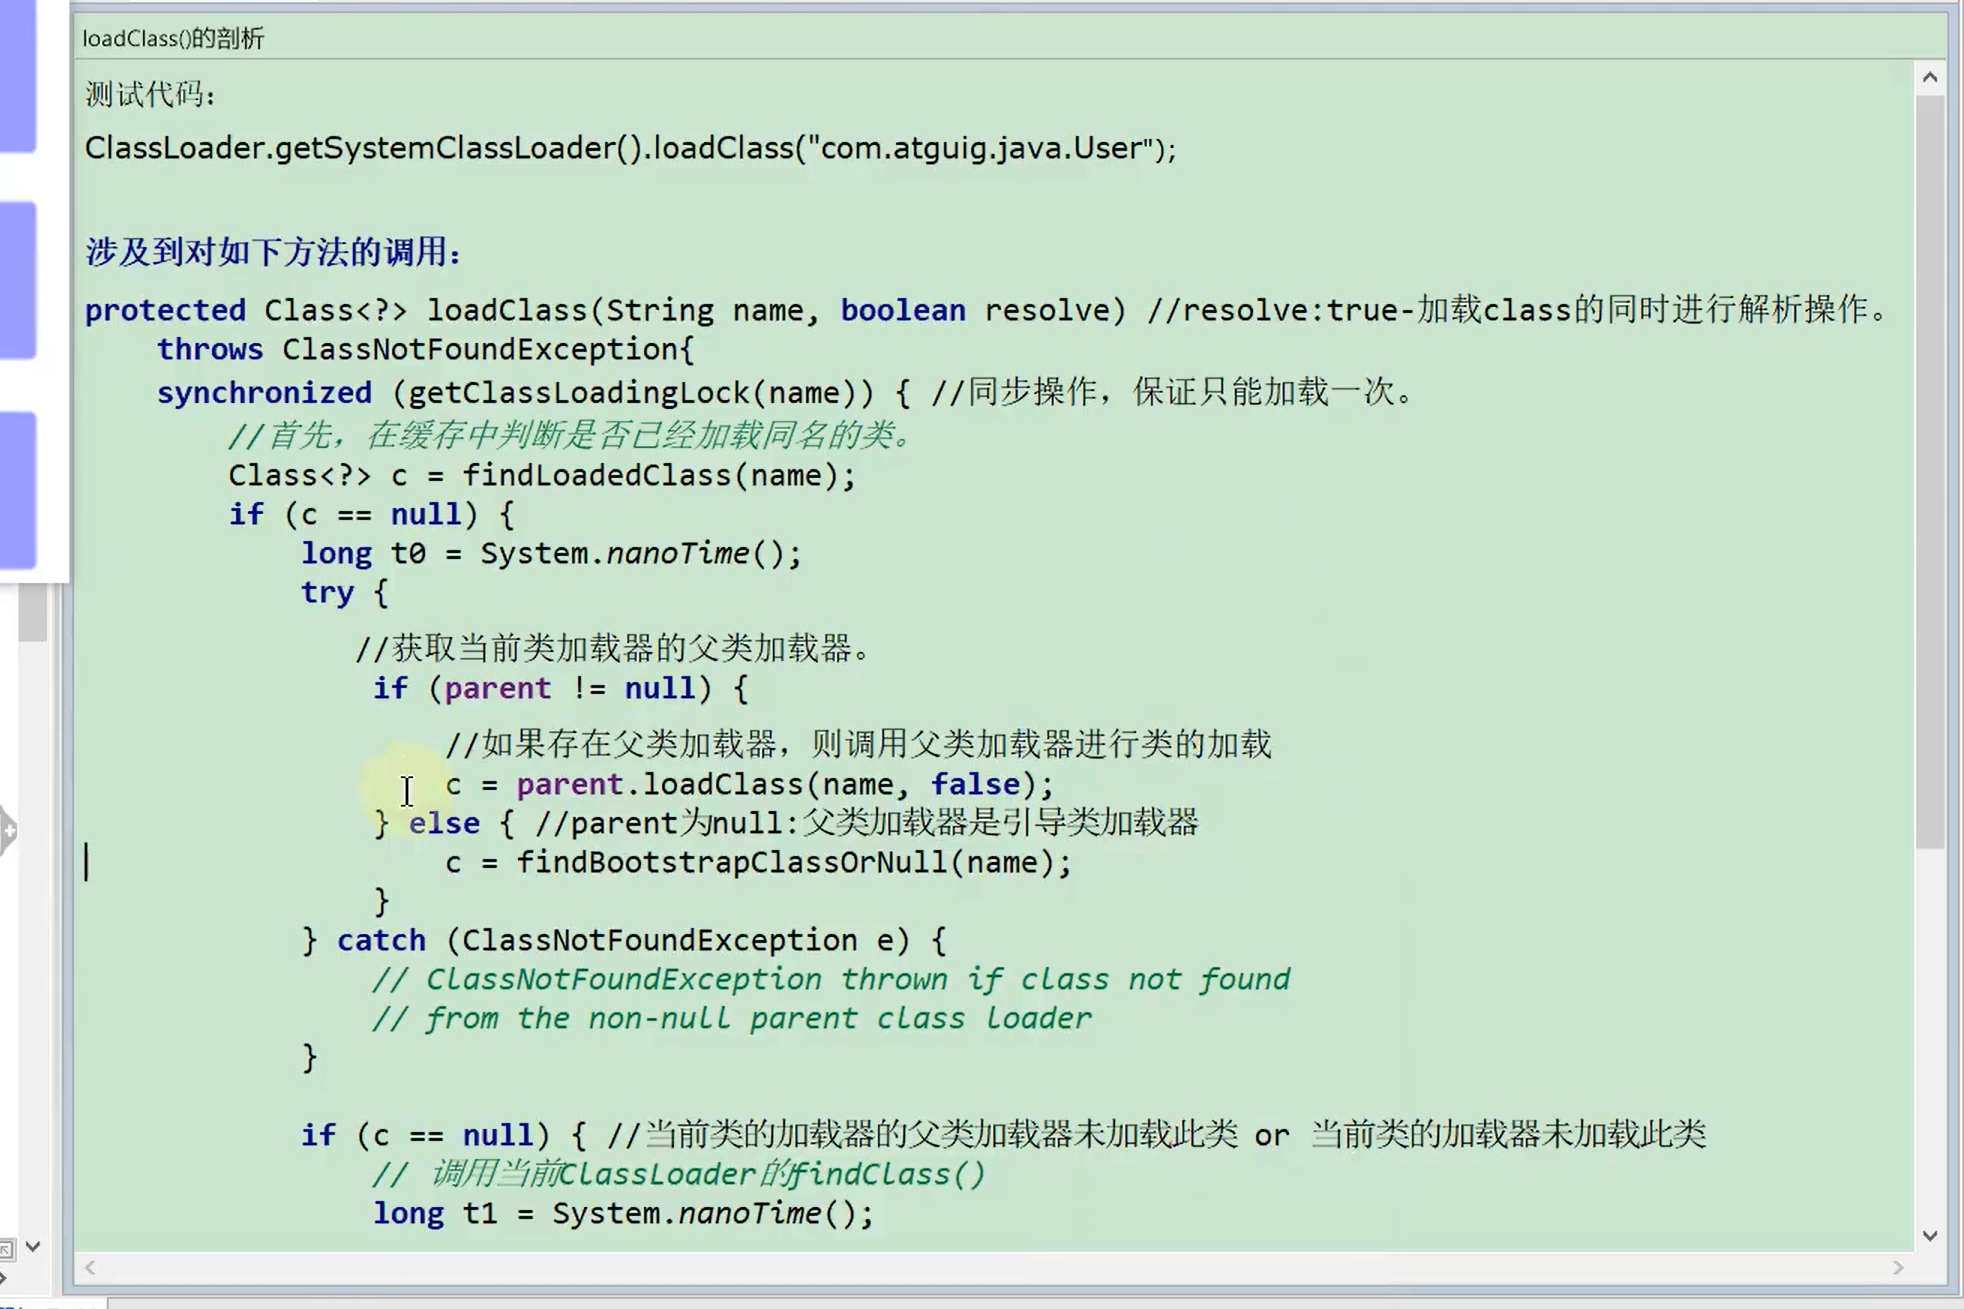 loadClass()的剖析
测试代码：
ClassLoader.getSystemClassLoader().loadClass("com.atguig.java.User");
涉及到对如下方法的调用：
protected Class<?> loadClass(String name, boolean resolve) //resolve:true-加载class的同时进行解析操作。
throws ClassNotFoundException{
synchronized (getClassLoadingLock(name)) { //同步操作，保证只能加载一次。
//首先，在缓存中判断是否已经加载同名的类。
Class<?> c = findLoadedClass(name);
if (c == null) {
long t0 = System.nanoTime();
try {
//获取当前类加载器的父类加载器。
if (parent != null) {
//如果存在父类加载器，则调用父类加载器进行类的加载
c = parent.loadClass(name, false);
} else { //parent为null:父类加载器是引导类加载器
c = findBootstrapClassOrNull(name);
}
} catch (ClassNotFoundException e) {
// ClassNotFoundException thrown if class not found
// from the non-null parent class loader
}
if (c == null) { //当前类的加载器的父类加载器未加载此类 or 当前类的加载器未加载此类
// 调用当前ClassLoader的findClass()
long t1 = System.nanoTime();